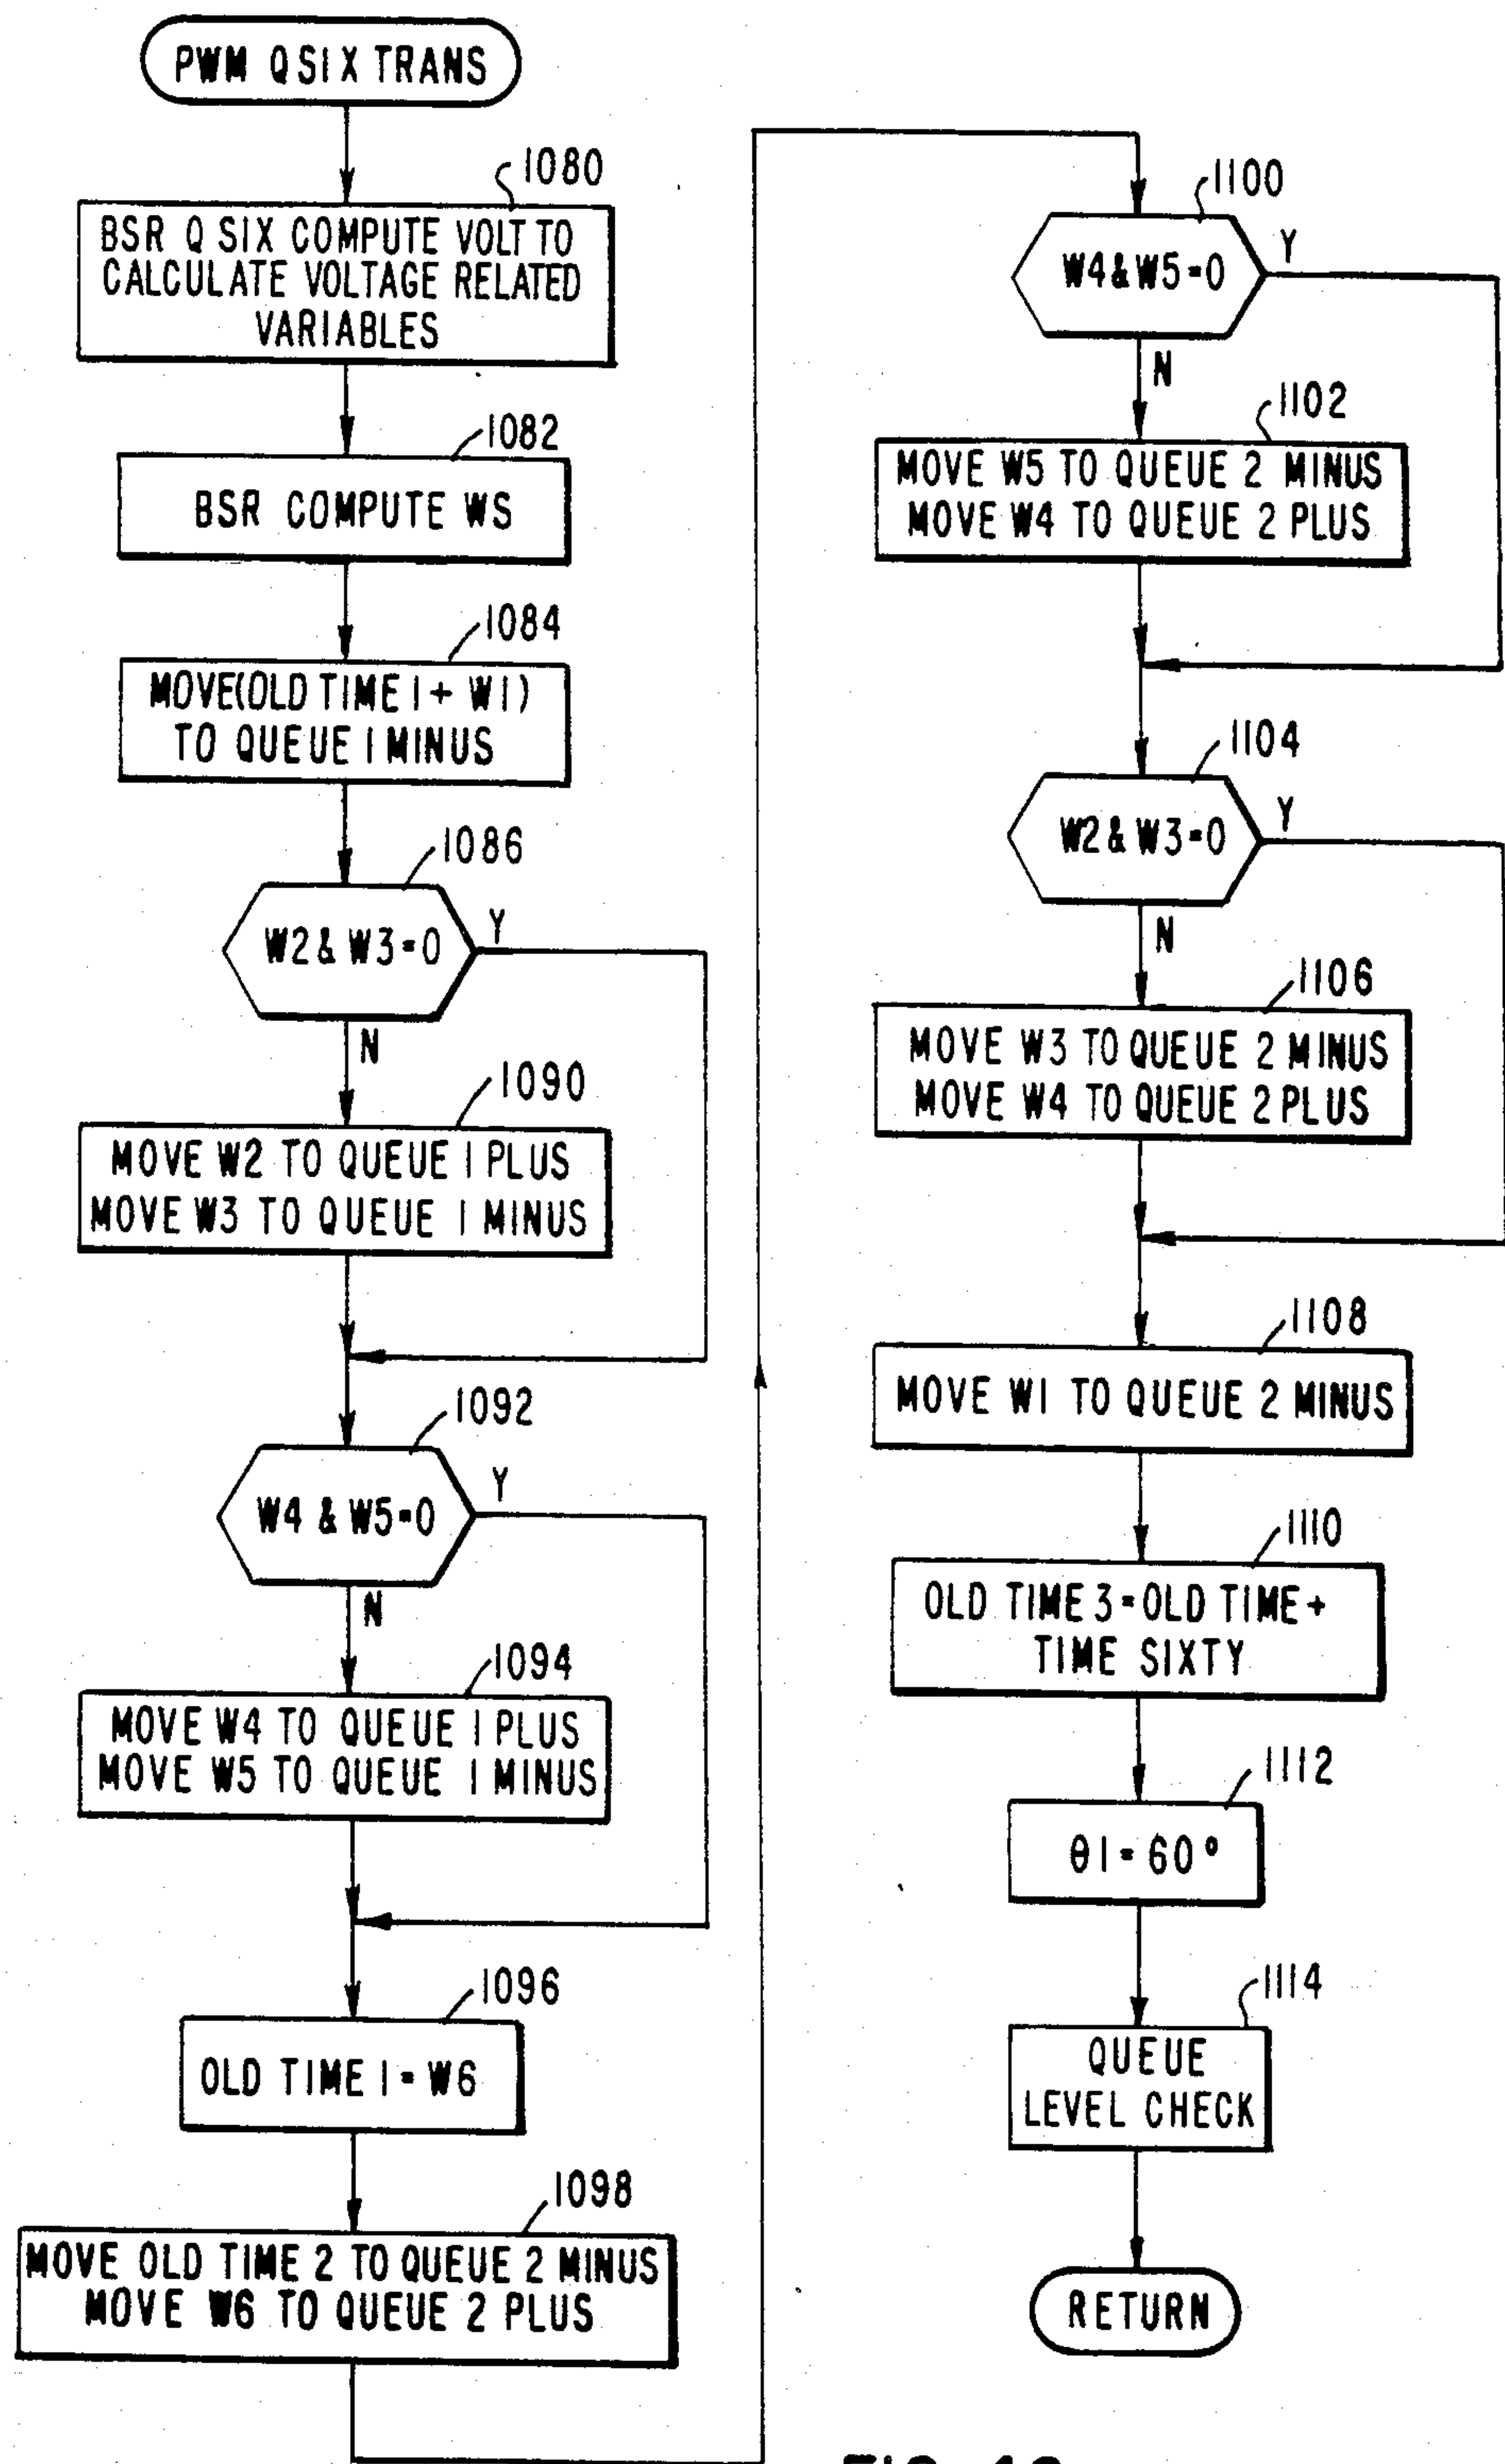 PWM QSIX TRANS
1080
BSR Q SIX COMPUTE VOLT TO
CALCULATE VOLTAGE RELATED
VARIABLES
1082
BSR COMPUTE WS
1084
MOVE(OLD TIME 1 + W1)
TO QUEUE 1 MINUS
1086
W2 & W3=0
Y
N
1090
MOVE W2 TO QUEUE 1 PLUS
MOVE W3 TO QUEUE 1 MINUS
1092
W4 & W5=0
Y
N
1094
MOVE W4 TO QUEUE 1 PLUS
MOVE W5 TO QUEUE 1 MINUS
1096
OLD TIME 1=W6
1098
MOVE OLD TIME 2 TO QUEUE 2 MINUS
MOVE W6 TO QUEUE 2 PLUS
1100
W4&W5=0
Y
N
1102
MOVE W5 TO QUEUE 2 MINUS
MOVE W4 TO QUEUE 2 PLUS
1104
W2& W3=0
Y
N
1106
MOVE W3 TO QUEUE 2 MINUS
MOVE W4 TO QUEUE 2 PLUS
1108
MOVE W1 TO QUEUE 2 MINUS
1110
OLD TIME 3=OLD TIME+
TIME SIXTY
1112
θ1=60°
1114
QUEUE
LEVEL CHECK
RETURN